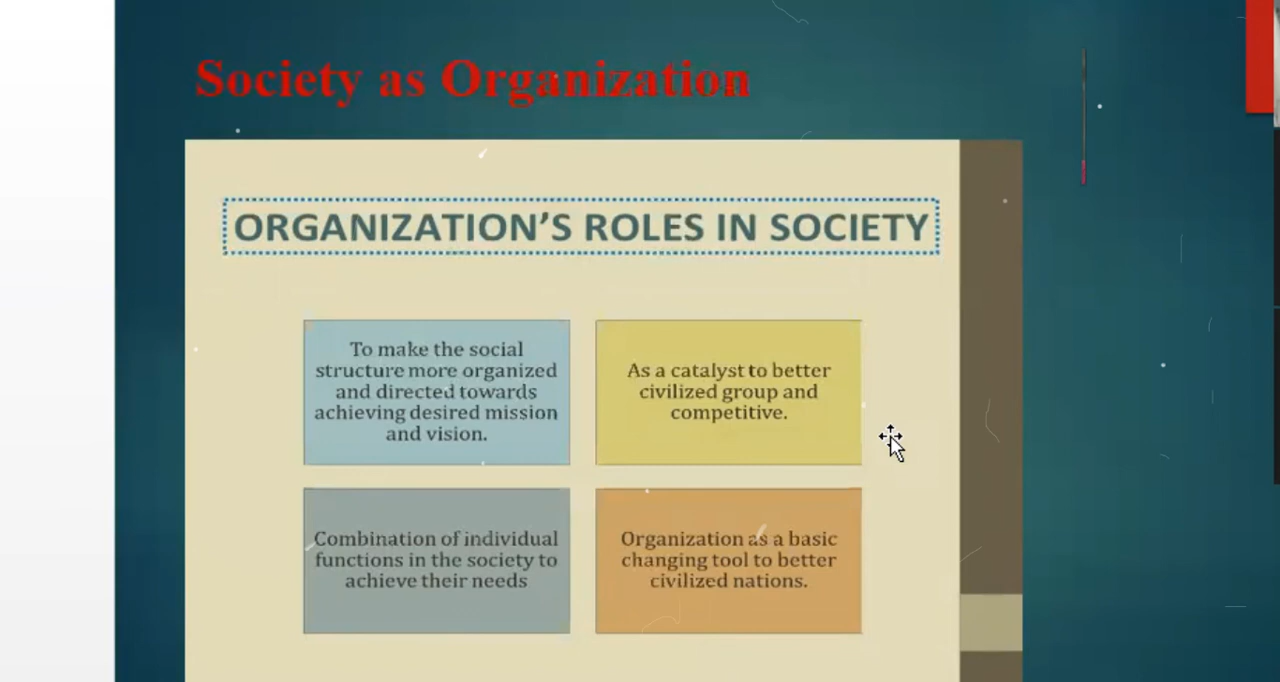 Society as Organization
ORGANIZATION'S ROLES IN SOCIETY
To make the social
structure more organized
and directed towards
achieving desired mission
and vision.
As a catalyst to better
civilized group and
competitive.
Combination of individual
functions in the society to
achieve their needs
Organization as a basic
changing tool to better
civilized nations.